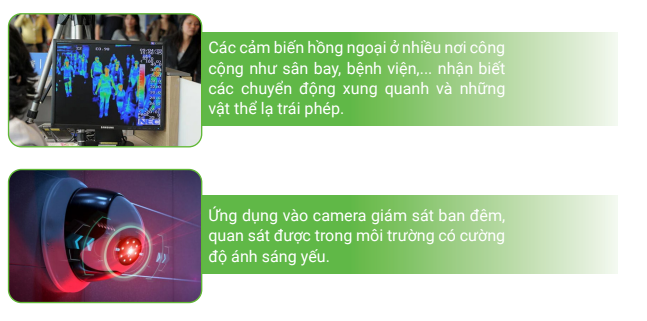 Các cảm biến hồng ngoại ở nhiều nơi công
cộng như sân bay, bệnh viện,... nhận biết
các chuyển động xung quanh và những
vật thể lạ trái phép.
Ứng dụng vào camera giám sát ban đêm,
quan sát được trong môi trường có cường
độ ánh sáng yếu.